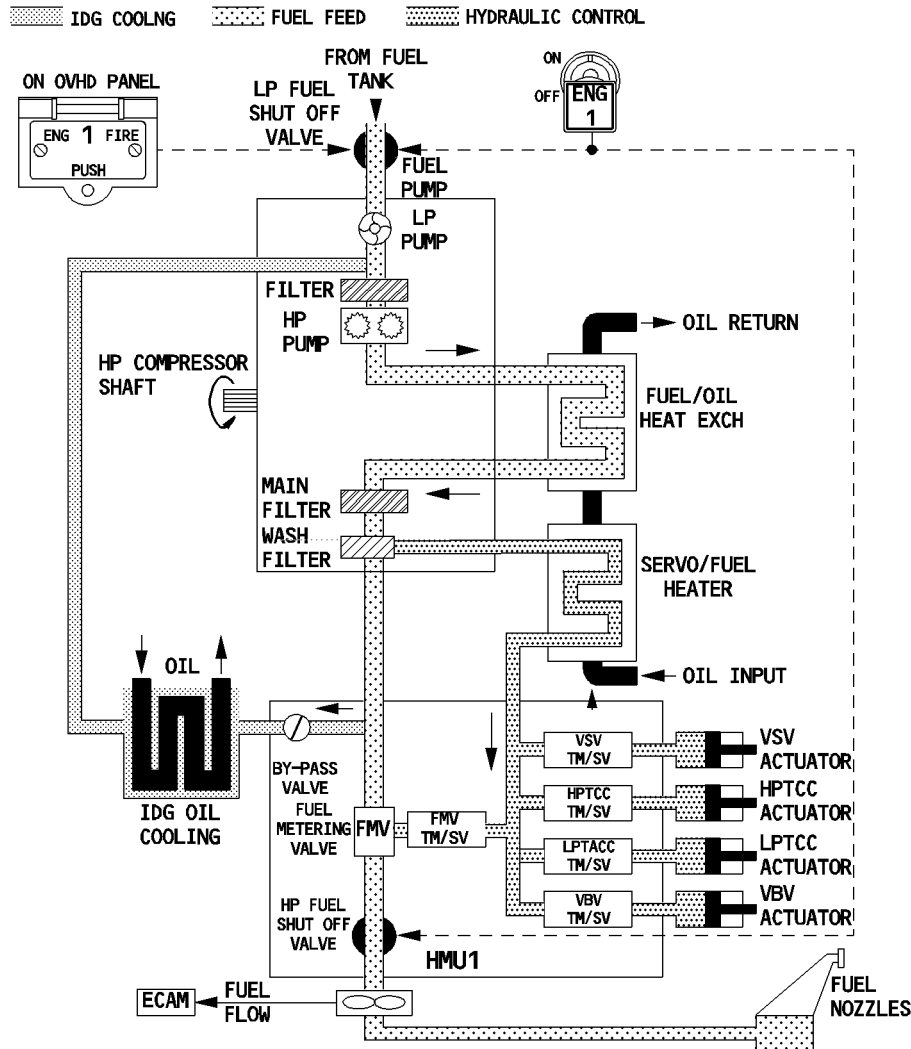 IDG COOLNG
FUEL FEED
HYDRAULIC CONTROL
ON OVHD PANEL
ENG 1 FIRE
PUSH
FROM FUEL
TANK
LP FUEL
SHUT OFF
VALVE
ON
OFF
ENG
1
FUEL
PUMP
LP
PUMP
FILTER
HP
PUMP
OIL RETURN
HP COMPRESSOR
SHAFT
FUEL/OIL
HEAT EXCH
MAIN
FILTER
WASH
FILTER
SERVO/FUEL
HEATER
OIL
OIL INPUT
IDG OIL
COOLING
BY-PASS
VALVE
FUEL
METERING
VALVE
FMV
FMV
TM/SV
VSV
TM/SV
VSV
ACTUATOR
HPTCC
TM/SV
HPTCC
ACTUATOR
LPTACC
TM/SV
LPTCC
ACTUATOR
VBV
TM/SV
VBV
ACTUATOR
HP FUEL
SHUT OFF
VALVE
HMU1
ECAM
FUEL
FLOW
FUEL
NOZZLES